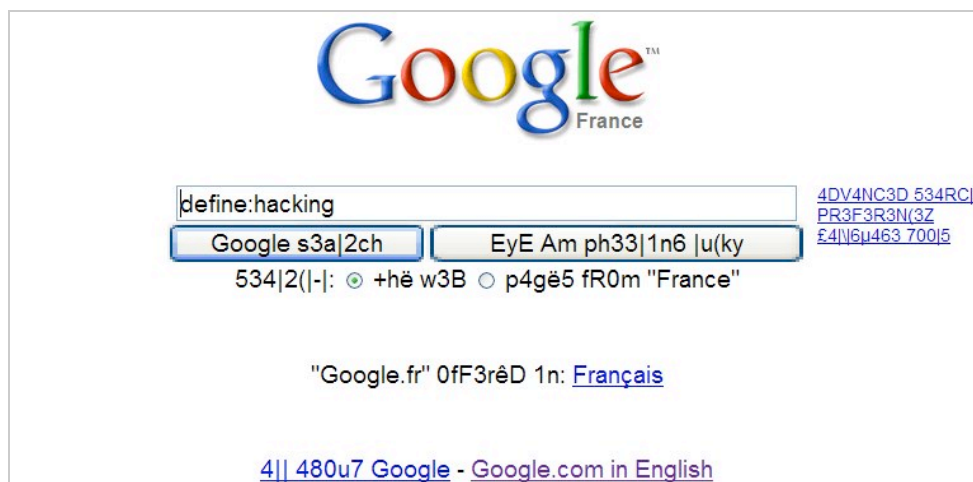 Google™
France
define:hacking
4DV4NC3D 534RC|
PR3F3R3N(3Z
£4|\|6µ463 700|5
Google s3a|2ch
EyE Am ph33|1n6 |u(ky
534|2(|-|: +hë w3B p4gë5 fR0m "France"
"Google.fr" 0fF3rêD 1n: Français
4|| 480u7 Google - Google.com in English